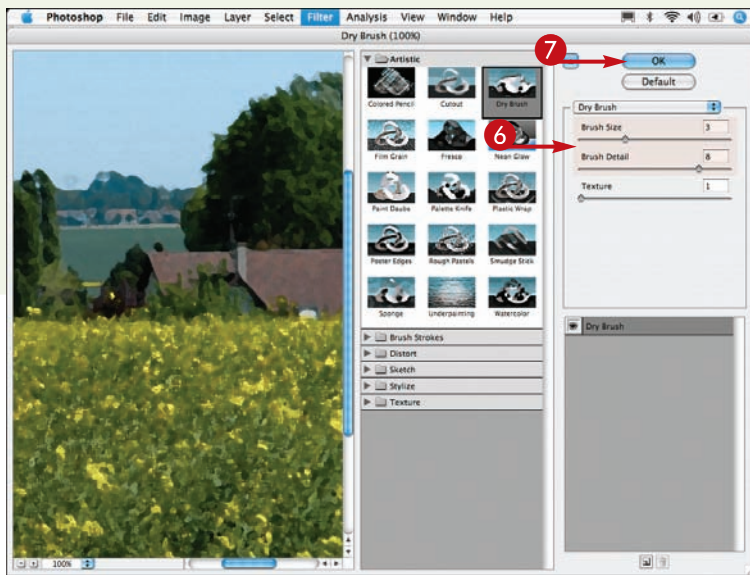 Photoshop File Edit Image Layer Select Filter Analysis View Window Help
Dry Brush (100%)
Artistic
Colored Pencil Cutout Dry Brush
Film Grain Fresco Neon Glow
Paint Daubs Palette Knife Plastic Wrap
Poster Edges Rough Pastels Smudge Stick
Sponge Underpainting Watercolor
Brush Strokes
Distort
Sketch
Stylize
Texture
7
OK
Default
Dry Brush
6
Brush Size 3
Brush Detail 8
Texture 1
Dry Brush
100%